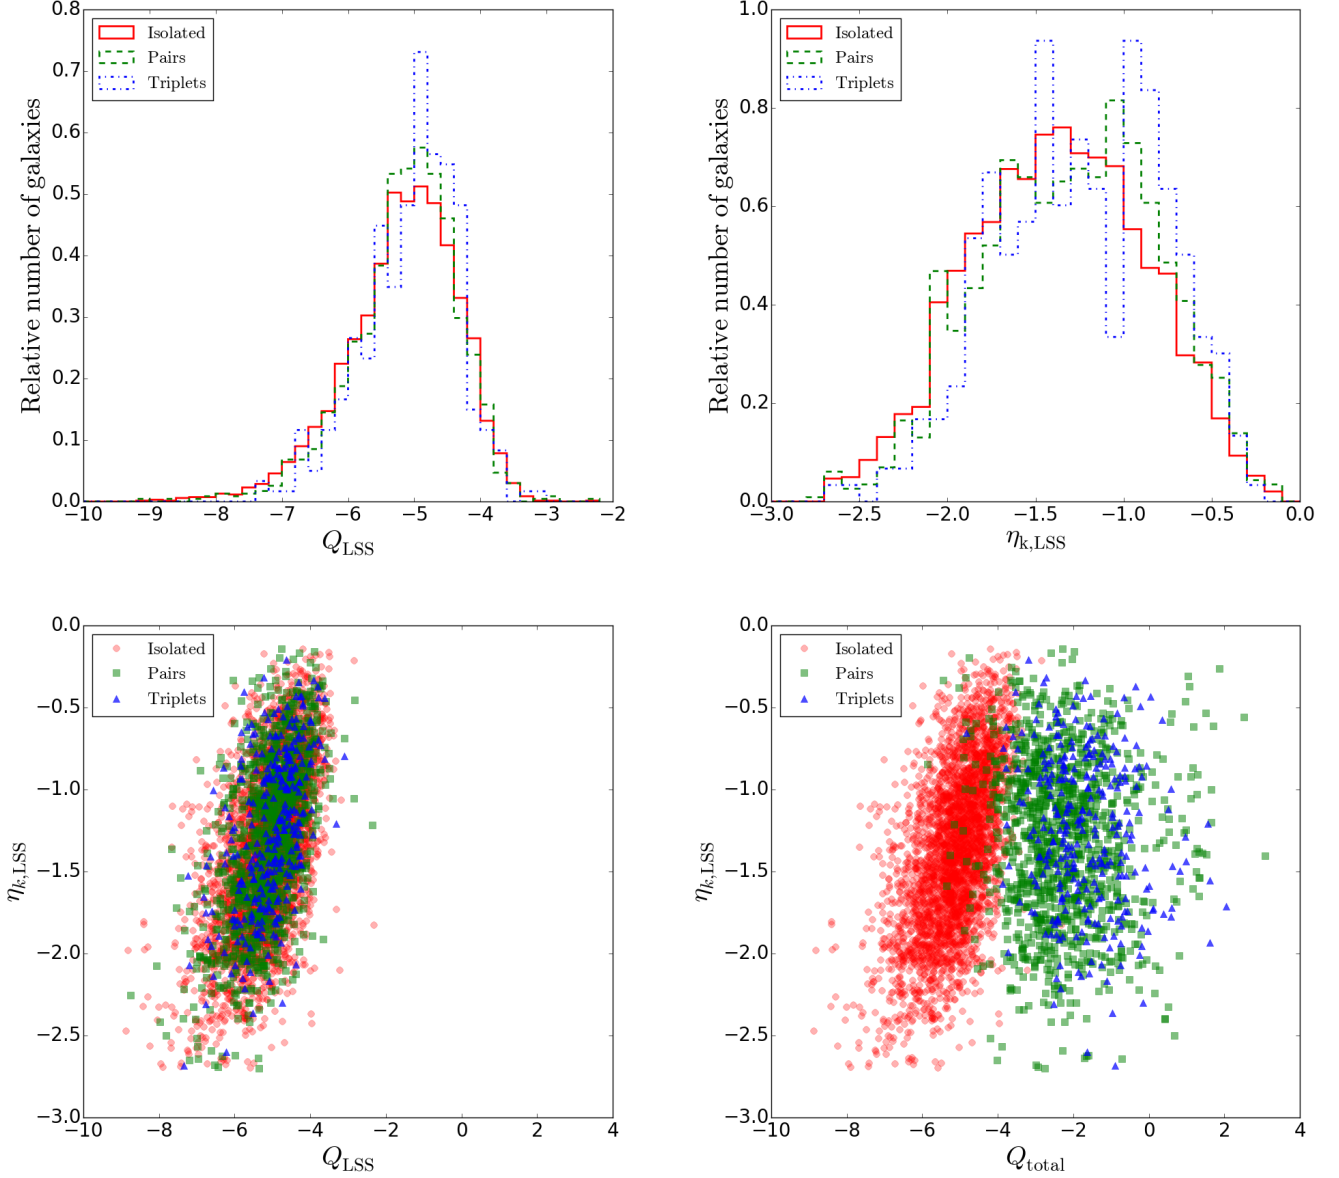 0.8
0.7
0.6
0.5
0.4
0.3
0.2
0.1
0.0
Relative number of galaxies
Isolated
Pairs
Triplets
−10 −9 −8 −7 −6 −5 −4 −3 −2
Q_LSS
1.0
0.8
0.6
0.4
0.2
0.0
Relative number of galaxies
Isolated
Pairs
Triplets
−3.0 −2.5 −2.0 −1.5 −1.0 −0.5 0.0
η_k,LSS
0.0
−0.5
−1.0
−1.5
−2.0
−2.5
−3.0
η_k,LSS
Isolated
Pairs
Triplets
−10 −8 −6 −4 −2 0 2 4
Q_LSS
0.0
−0.5
−1.0
−1.5
−2.0
−2.5
−3.0
η_k,LSS
Isolated
Pairs
Triplets
−10 −8 −6 −4 −2 0 2 4
Q_total